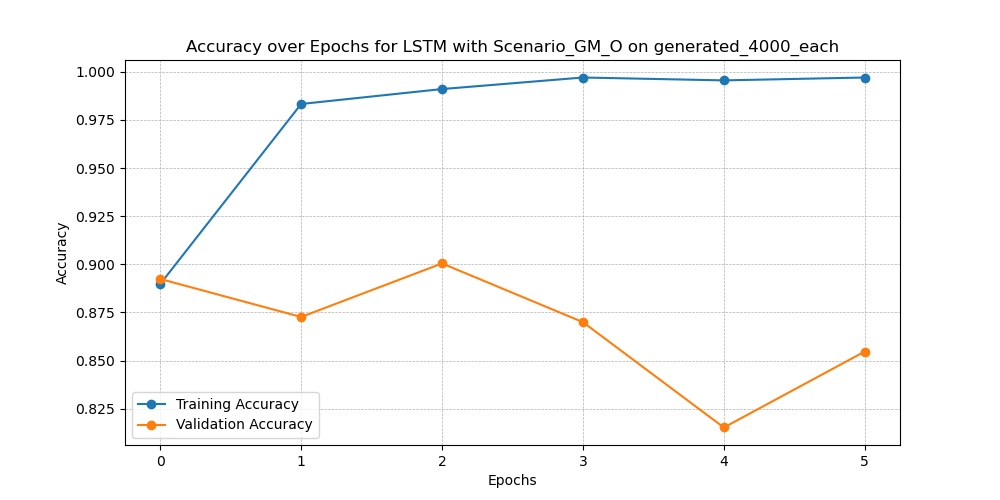 Accuracy over Epochs for LSTM with Scenario_GM_O on generated_4000_each
1.000
0.975
0.950
0.925
0.900
0.875
0.850
0.825
Accuracy
Training Accuracy
Validation Accuracy
0 1 2 3 4 5
Epochs